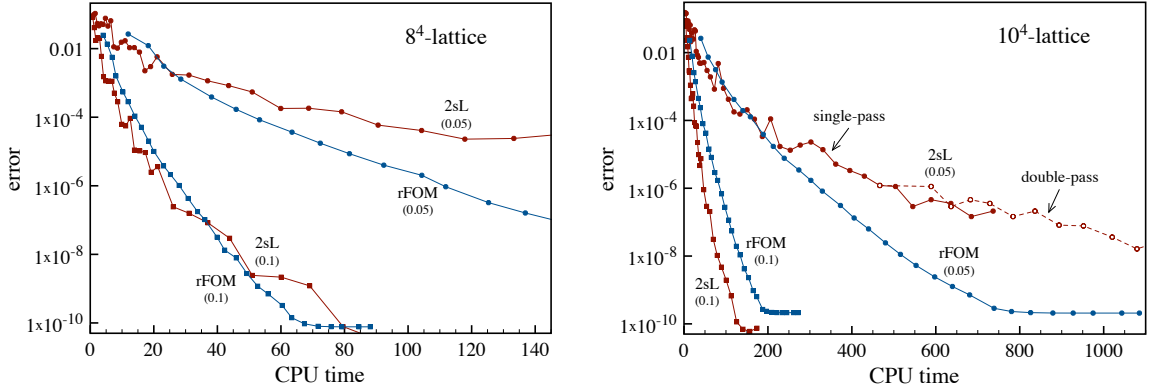 8⁴-lattice
error
0.01
1x10⁻⁴
1x10⁻⁶
1x10⁻⁸
1x10⁻¹⁰
2sL
(0.05)
rFOM
(0.05)
2sL
(0.1)
rFOM
(0.1)
0 20 40 60 80 100 120 140
CPU time
10⁴-lattice
error
0.01
1x10⁻⁴
1x10⁻⁶
1x10⁻⁸
1x10⁻¹⁰
single-pass
2sL
(0.05)
double-pass
rFOM
(0.1)
rFOM
(0.05)
2sL
(0.1)
0 200 400 600 800 1000
CPU time